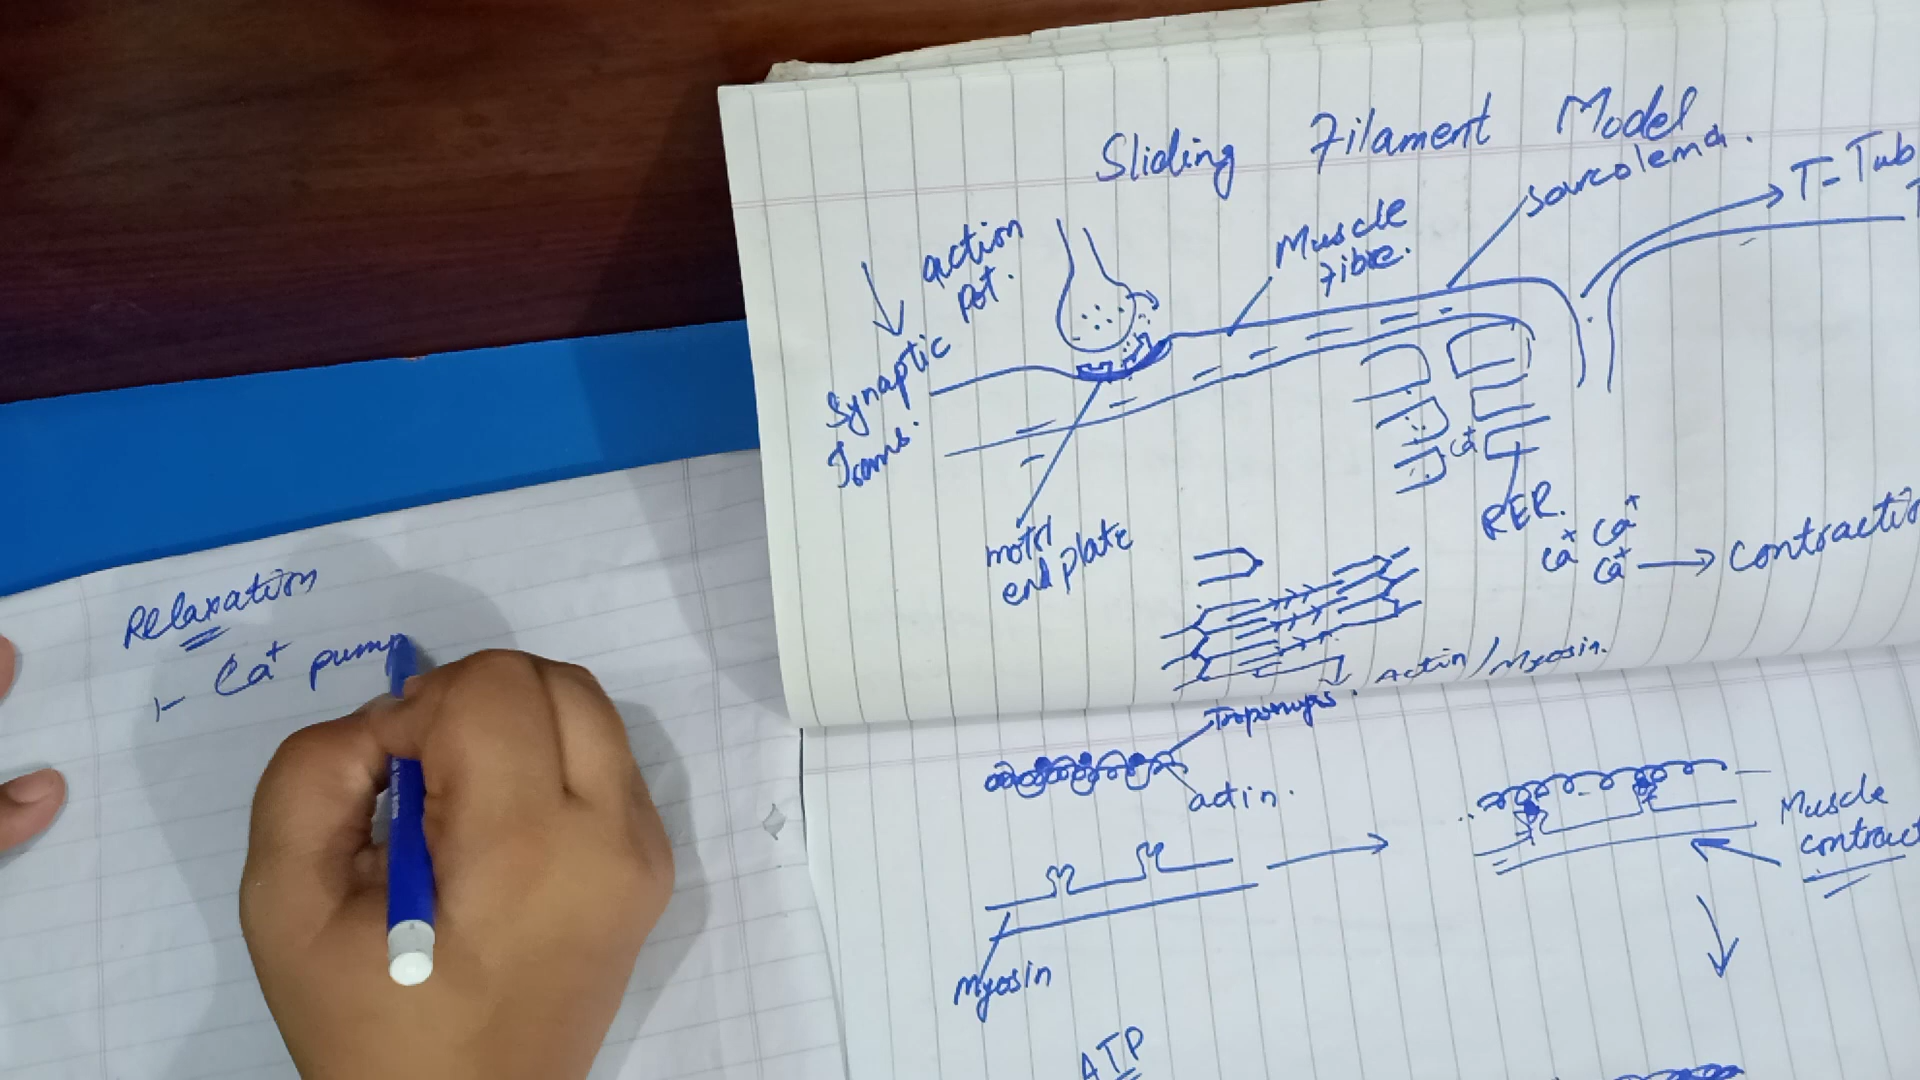 Sliding Filament Model
action
pot.
Synaptic
Trans.
Muscle
Fibre.
Sarcolema.
T-Tub
motor
end plate
Ca+
RER.
Ca+ Ca+
Ca+ → Contractio
Actin/Myosin.
actin.
Myosin
Muscle
contract
ATP
Relaxation
1- Ca+ pump